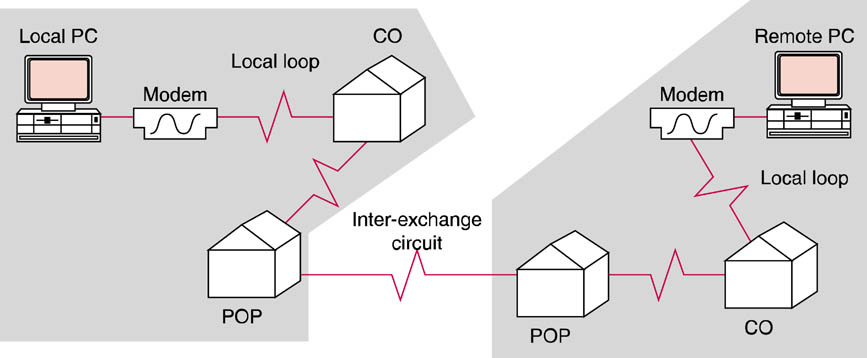 Local PC
CO
Local loop
Modem
POP
Inter-exchange
circuit
Remote PC
Modem
Local loop
POP
CO